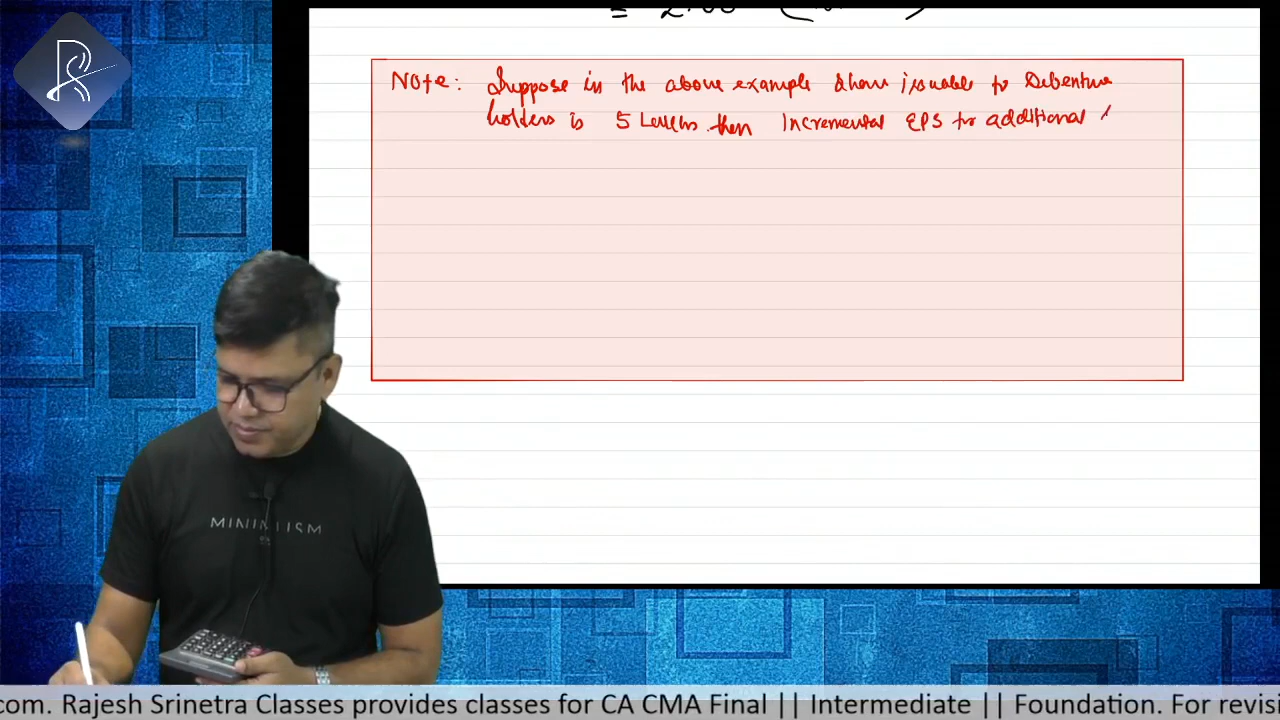 Note: Suppose in the above example Share issuable to Debenture
holders is 5 Lakhs then Incremental EPS to additional
MINIMLISM
com. Rajesh Srinetra Classes provides classes for CA CMA Final || Intermediate || Foundation. For revisi